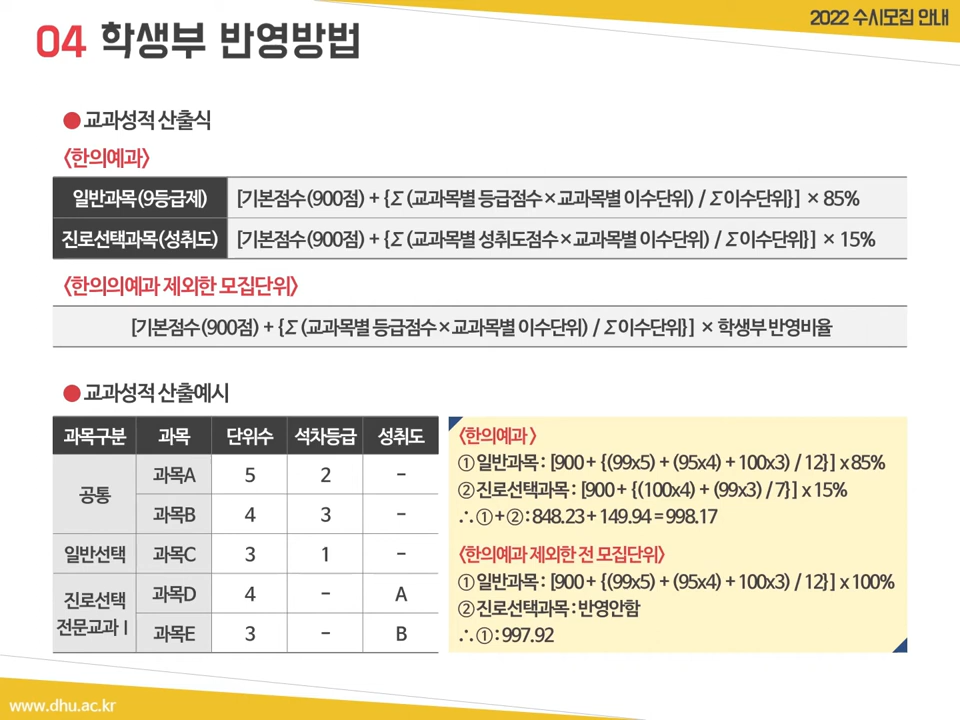 2022 수시모집 안내
04 학생부 반영방법
● 교과성적 산출식
<한의예과>
일반과목(9등급제) [기본점수(900점) + {Σ(교과목별 등급점수×교과목별 이수단위) / Σ이수단위}] × 85%
진로선택과목(성취도) [기본점수(900점) + {Σ(교과목별 성취도점수×교과목별 이수단위) / Σ이수단위}] × 15%
<한의의예과 제외한 모집단위>
[기본점수(900점) + {Σ(교과목별 등급점수×교과목별 이수단위) / Σ이수단위}] × 학생부 반영비율
● 교과성적 산출예시
과목구분 과목 단위수 석차등급 성취도
공통 과목A 5 2 -
과목B 4 3 -
일반선택 과목C 3 1 -
진로선택
전문교과Ⅰ
과목D 4 - A
과목E 3 - B
<한의예과 >
①일반과목 : [900 + {(99x5) + (95x4) + 100x3) / 12}] x 85%
②진로선택과목 : [900 + {(100x4) + (99x3) / 7}] x 15%
∴①+②: 848.23 + 149.94 = 998.17
<한의예과 제외한 전 모집단위>
①일반과목 : [900 + {(99x5) + (95x4) + 100x3) / 12}] x 100%
②진로선택과목 : 반영안함
∴①: 997.92
www.dhu.ac.kr